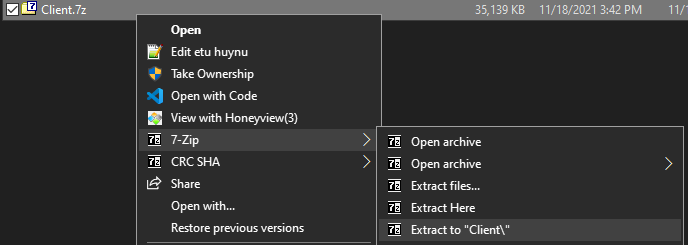 Client.7z 35,139 KB 11/18/2021 3:42 PM 11/1
Open
Edit etu huynu
Take Ownership
Open with Code
View with Honeyview(3)
7-Zip
Open archive
CRC SHA
Open archive
Share
Extract files...
Open with...
Extract Here
Restore previous versions
Extract to "Client\"